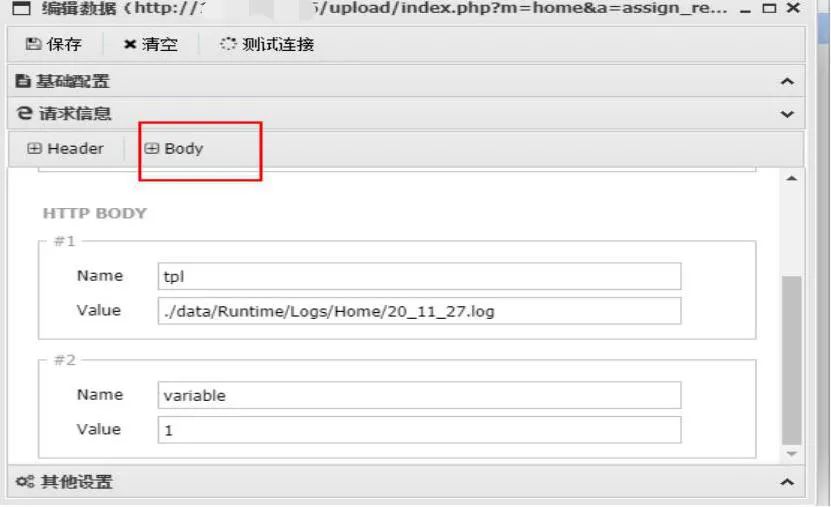 编辑数据（http://1 5/upload/index.php?m=home&a=assign_re...
保存 清空 测试连接
基础配置
请求信息
Header Body
HTTP BODY
#1
Name tpl
Value ./data/Runtime/Logs/Home/20_11_27.log
#2
Name variable
Value 1
其他设置